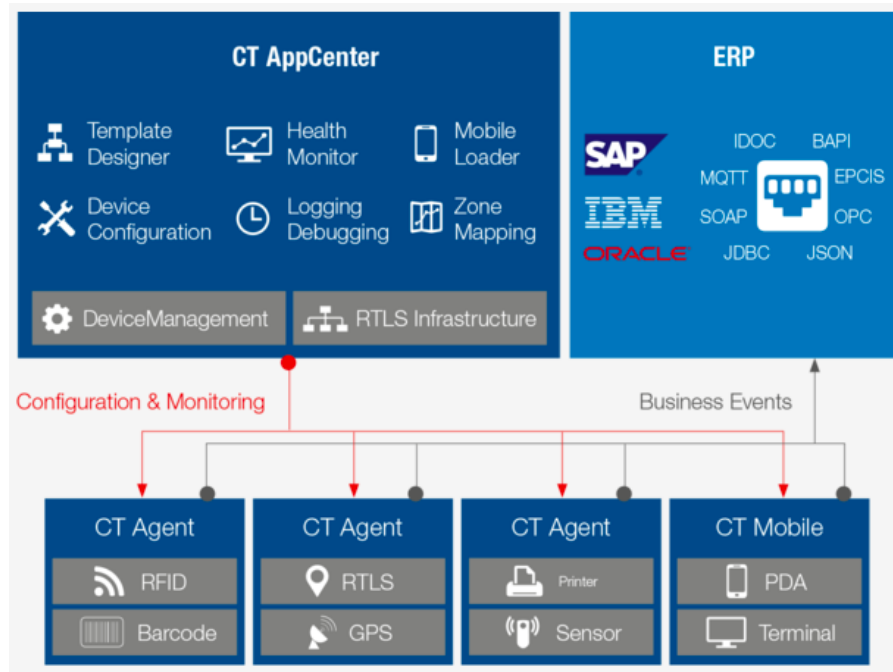 CT AppCenter
Template
Designer
Health
Monitor
Mobile
Loader
Device
Configuration
Logging
Debugging
Zone
Mapping
DeviceManagement
RTLS Infrastructure
ERP
SAP
IBM
ORACLE
IDOC
BAPI
MQTT
EPCIS
SOAP
OPC
JDBC
JSON
Configuration & Monitoring
Business Events
CT Agent
RFID
Barcode
CT Agent
RTLS
GPS
CT Agent
Printer
Sensor
CT Mobile
PDA
Terminal